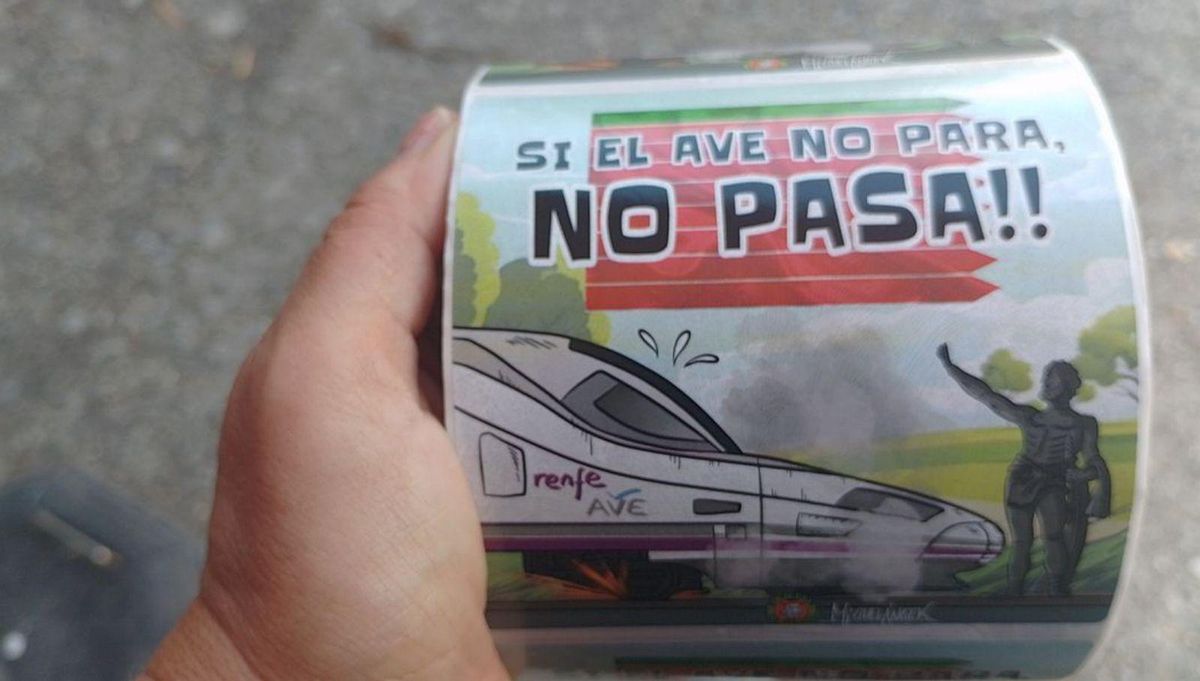 SI EL AVE NO PARA,
NO PASA!!
renfe
AVE